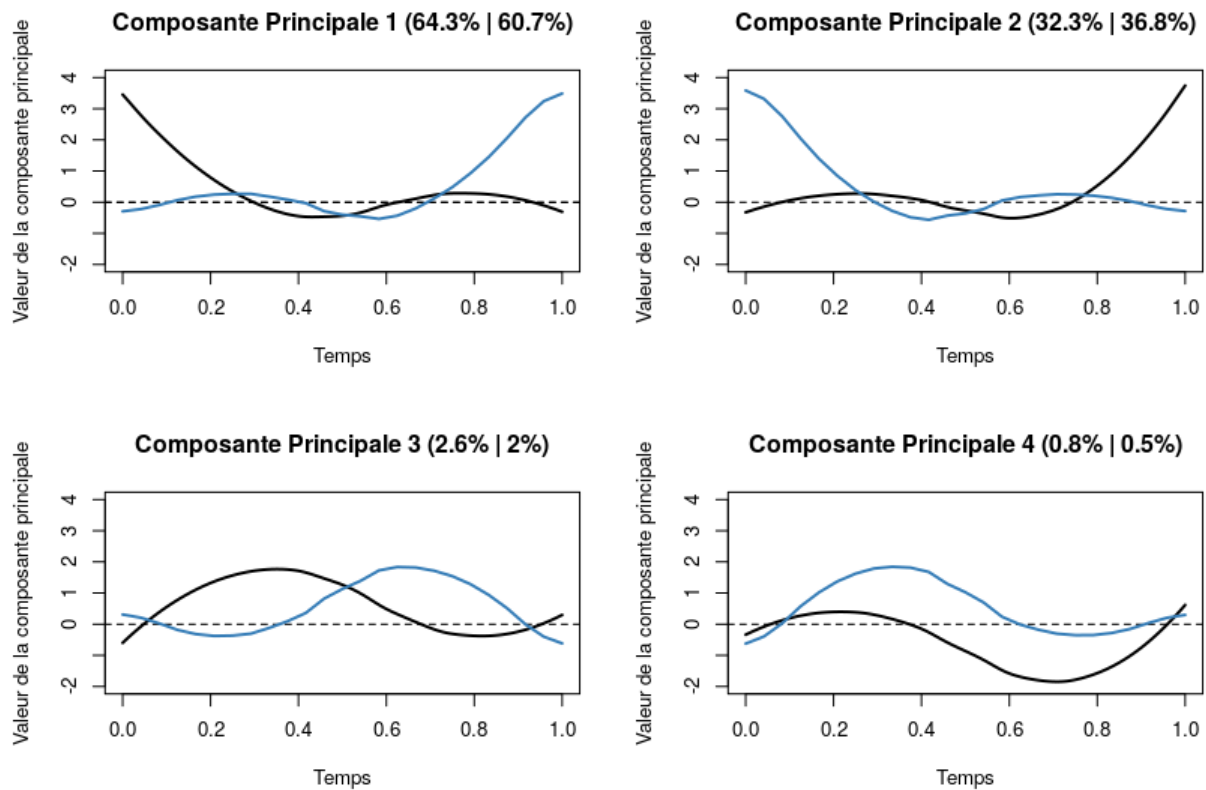 Composante Principale 1 (64.3% | 60.7%)
Valeur de la composante principale
4
3
2
1
0
-2
0.0 0.2 0.4 0.6 0.8 1.0
Temps
Composante Principale 2 (32.3% | 36.8%)
Valeur de la composante principale
4
3
2
1
0
-2
0.0 0.2 0.4 0.6 0.8 1.0
Temps
Composante Principale 3 (2.6% | 2%)
Valeur de la composante principale
4
3
2
1
0
-2
0.0 0.2 0.4 0.6 0.8 1.0
Temps
Composante Principale 4 (0.8% | 0.5%)
Valeur de la composante principale
4
3
2
1
0
-2
0.0 0.2 0.4 0.6 0.8 1.0
Temps